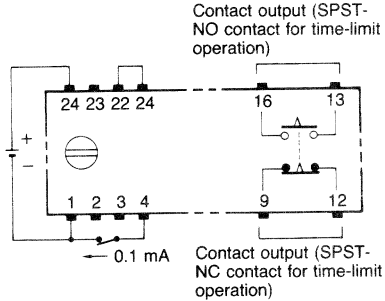 Contact output (SPST-
NO contact for time-limit
operation)
24 23 22 24
16 13
+
−
1 2 3 4
9 12
0.1 mA
Contact output (SPST-
NC contact for time-limit
operation)